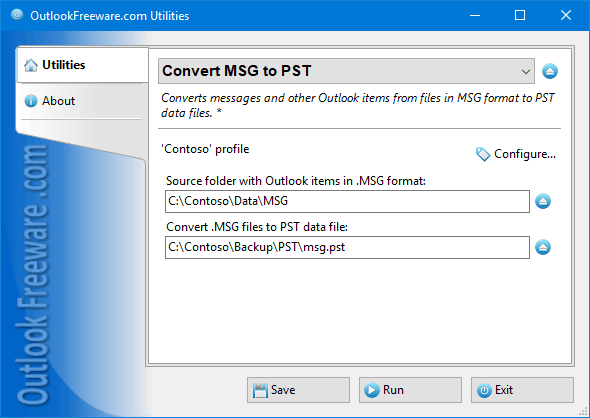 OutlookFreeware.com Utilities
Utilities
About
Outlook Freeware .com
Convert MSG to PST
Converts messages and other Outlook items from files in MSG format to PST
data files. *
'Contoso' profile
Configure...
Source folder with Outlook items in .MSG format:
C:\Contoso\Data\MSG
Convert .MSG files to PST data file:
C:\Contoso\Backup\PST\msg.pst
Save
Run
Exit